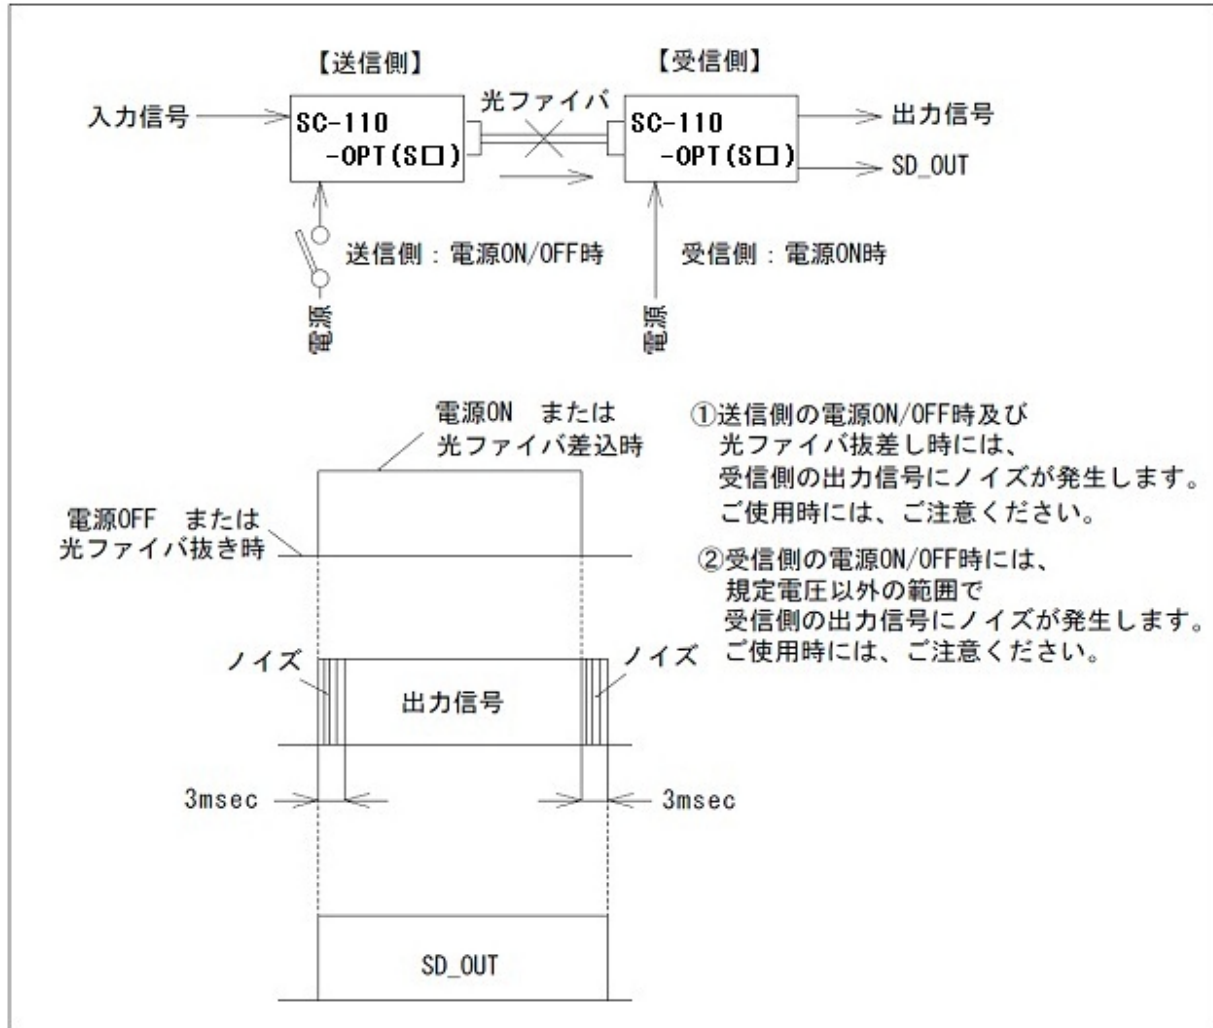 【送信側】
【受信側】
入力信号
SC-110
-OPT(S□)
光ファイバ
SC-110
-OPT(S□)
出力信号
SD_OUT
送信側：電源ON/OFF時
受信側：電源ON時
電源
電源
電源ON　または
光ファイバ差込時
電源OFF　または
光ファイバ抜き時
①送信側の電源ON/OFF時及び
光ファイバ抜差し時には、
受信側の出力信号にノイズが発生します。
ご使用時には、ご注意ください。
②受信側の電源ON/OFF時には、
規定電圧以外の範囲で
受信側の出力信号にノイズが発生します。
ご使用時には、ご注意ください。
ノイズ
出力信号
ノイズ
3msec
3msec
SD_OUT